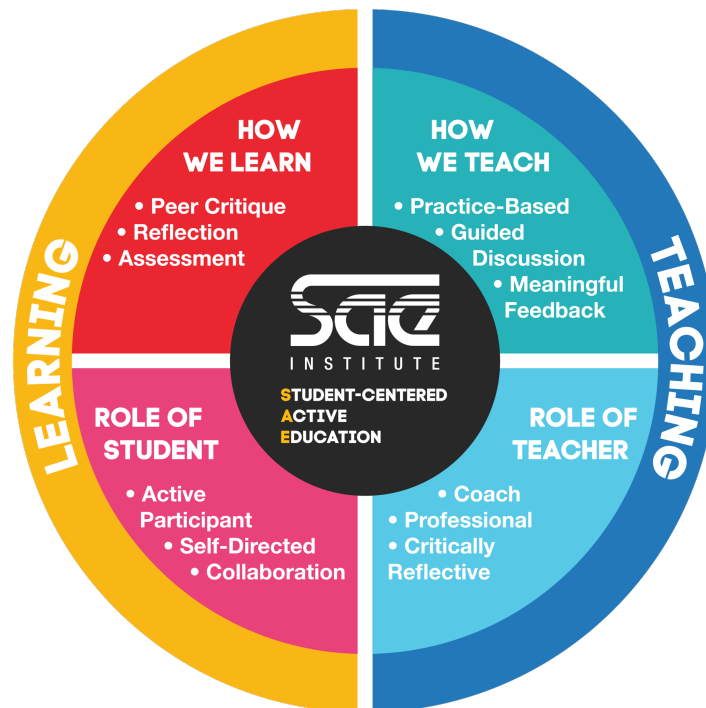 LEARNING
HOW
WE LEARN
• Peer Critique
• Reflection
• Assessment
HOW
WE TEACH
• Practice-Based
• Guided
Discussion
• Meaningful
Feedback
TEACHING
sae
INSTITUTE
STUDENT-CENTERED
ACTIVE
EDUCATION
ROLE OF
STUDENT
• Active
Participant
• Self-Directed
• Collaboration
ROLE OF
TEACHER
• Coach
• Professional
• Critically
Reflective